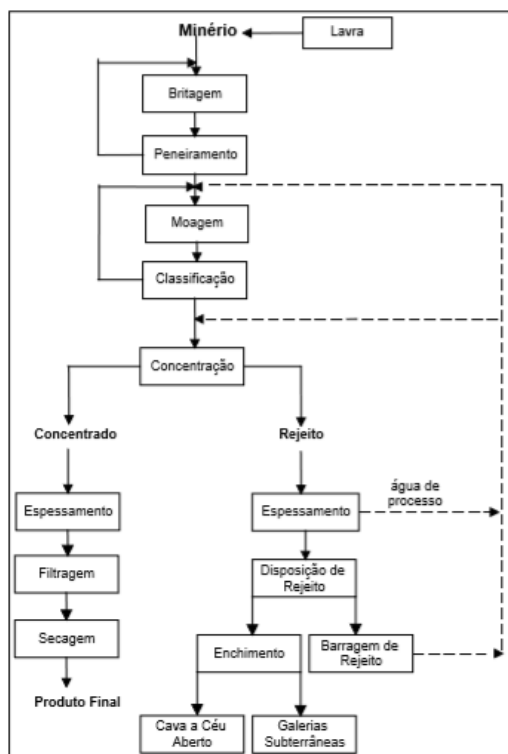 Minério
Lavra
Britagem
Peneiramento
Moagem
Classificação
Concentração
Concentrado
Rejeito
água de
processo
Espessamento
Espessamento
Filtragem
Disposição de
Rejeito
Secagem
Enchimento
Barragem de
Rejeito
Produto Final
Cava a Céu
Aberto
Galerias
Subterrâneas